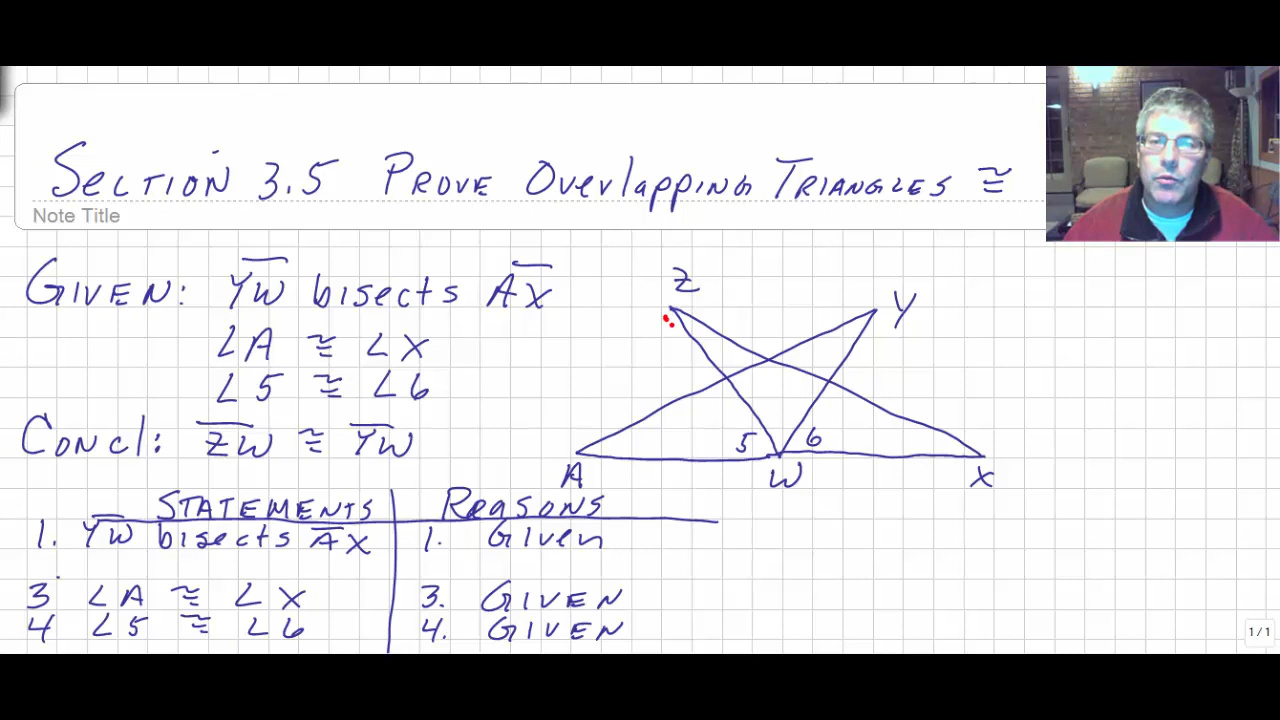 Section 3.5 Prove Overlapping Triangles ≅
Note Title
Given: YW bisects AX
∠A ≅ ∠X
∠5 ≅ ∠6
Concl: ZW ≅ YW
Z
Y
5
6
A
W
X
Statements Reasons
1. YW bisects AX 1. Given
3 ∠A ≅ ∠X 3. Given
4 ∠5 ≅ ∠6 4. Given
1 / 1